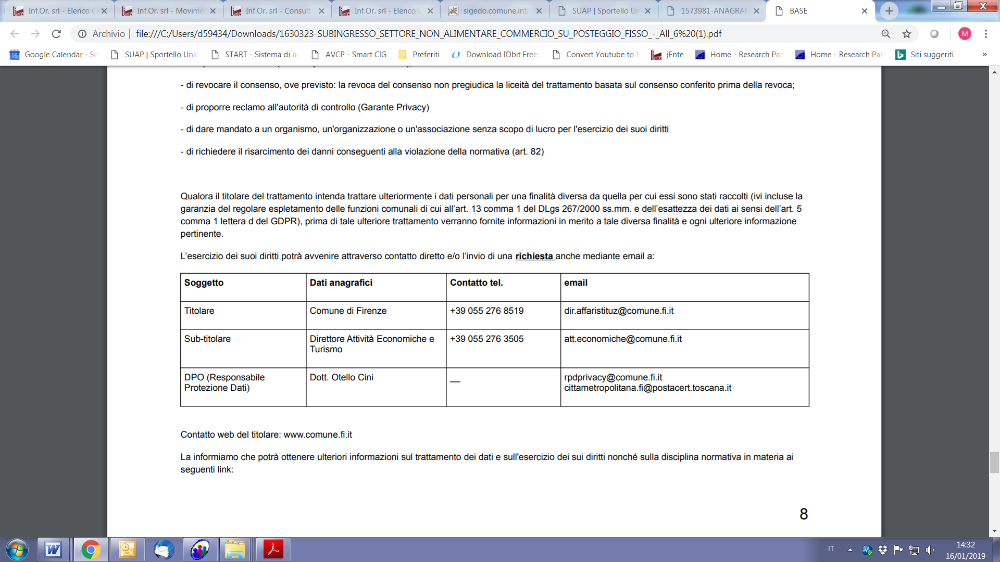 Inf.Or. srl - Elenco
Inf.Or. srl - Movime
Inf.Or. srl - Consult
Inf.Or. srl - Elenco
sigedo.comune.int
SUAP | Sportello Un
1573981-ANAGRAF
BASE
Archivio
file:///C:/Users/d59434/Downloads/1630323-SUBINGRESSO_SETTORE_NON_ALIMENTARE_COMMERCIO_SU_POSTEGGIO_FISSO_-_All_6%20(1).pdf
M
16 Google Calendar - Se
SUAP | Sportello Unic
START - Sistema di a
AVCP - Smart CIG
Preferiti
Download IObit Free
Convert Youtube to
jEnte
Home - Research Par
Home - Research Par
Siti suggeriti
»
- di revocare il consenso, ove previsto: la revoca del consenso non pregiudica la liceità del trattamento basata sul consenso conferito prima della revoca;
- di proporre reclamo all'autorità di controllo (Garante Privacy)
- di dare mandato a un organismo, un'organizzazione o un'associazione senza scopo di lucro per l'esercizio dei suoi diritti
- di richiedere il risarcimento dei danni conseguenti alla violazione della normativa (art. 82)
Qualora il titolare del trattamento intenda trattare ulteriormente i dati personali per una finalità diversa da quella per cui essi sono stati raccolti (ivi incluse la
garanzia del regolare espletamento delle funzioni comunali di cui all’art. 13 comma 1 del DLgs 267/2000 ss.mm. e dell’esattezza dei dati ai sensi dell’art. 5
comma 1 lettera d del GDPR), prima di tale ulteriore trattamento verranno fornite informazioni in merito a tale diversa finalità e ogni ulteriore informazione
pertinente.
L’esercizio dei suoi diritti potrà avvenire attraverso contatto diretto e/o l’invio di una richiesta anche mediante email a:
Soggetto
Dati anagrafici
Contatto tel.
email
Titolare
Comune di Firenze
+39 055 276 8519
dir.affaristituz@comune.fi.it
Sub-titolare
Direttore Attività Economiche e
Turismo
+39 055 276 3505
att.economiche@comune.fi.it
DPO (Responsabile
Protezione Dati)
Dott. Otello Cini
__
rpdprivacy@comune.fi.it
cittametropolitana.fi@postacert.toscana.it
Contatto web del titolare: www.comune.fi.it
La informiamo che potrà ottenere ulteriori informazioni sul trattamento dei dati e sull'esercizio dei sui diritti nonché sulla disciplina normativa in materia ai
seguenti link:
8
IT
14:32
16/01/2019